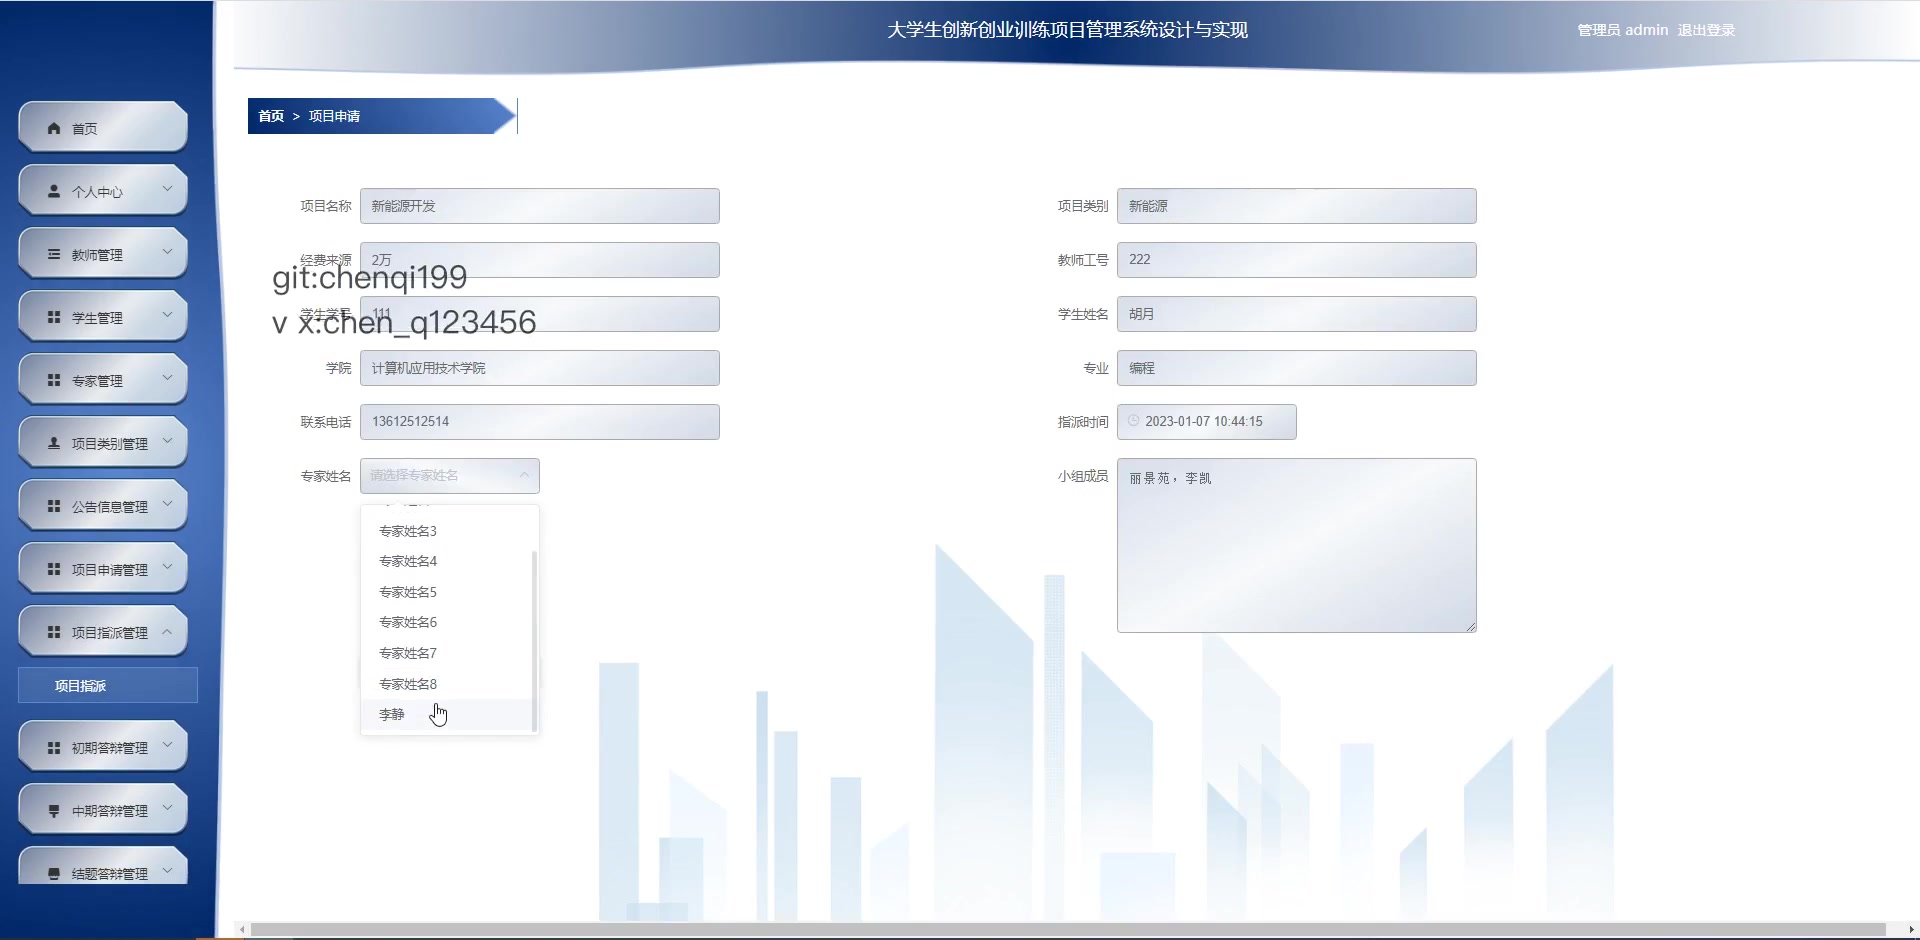 大学生创新创业训练项目管理系统设计与实现
管理员 admin 退出登录
首页
个人中心
教师管理
学生管理
专家管理
项目类别管理
公告信息管理
项目申请管理
项目指派管理
项目指派
初期答辩管理
中期答辩管理
结题答辩管理
首页 > 项目申请
项目名称 新能源开发
项目类别 新能源
经费来源 2万
教师工号 222
git:chenqi199
学生学号 111
学生姓名 胡月
v x:chen_q123456
学院 计算机应用技术学院
专业 编程
联系电话 13612512514
指派时间 2023-01-07 10:44:15
专家姓名 请选择专家姓名
小组成员 丽景苑，李凯
专家姓名3
专家姓名4
专家姓名5
专家姓名6
专家姓名7
专家姓名8
李静